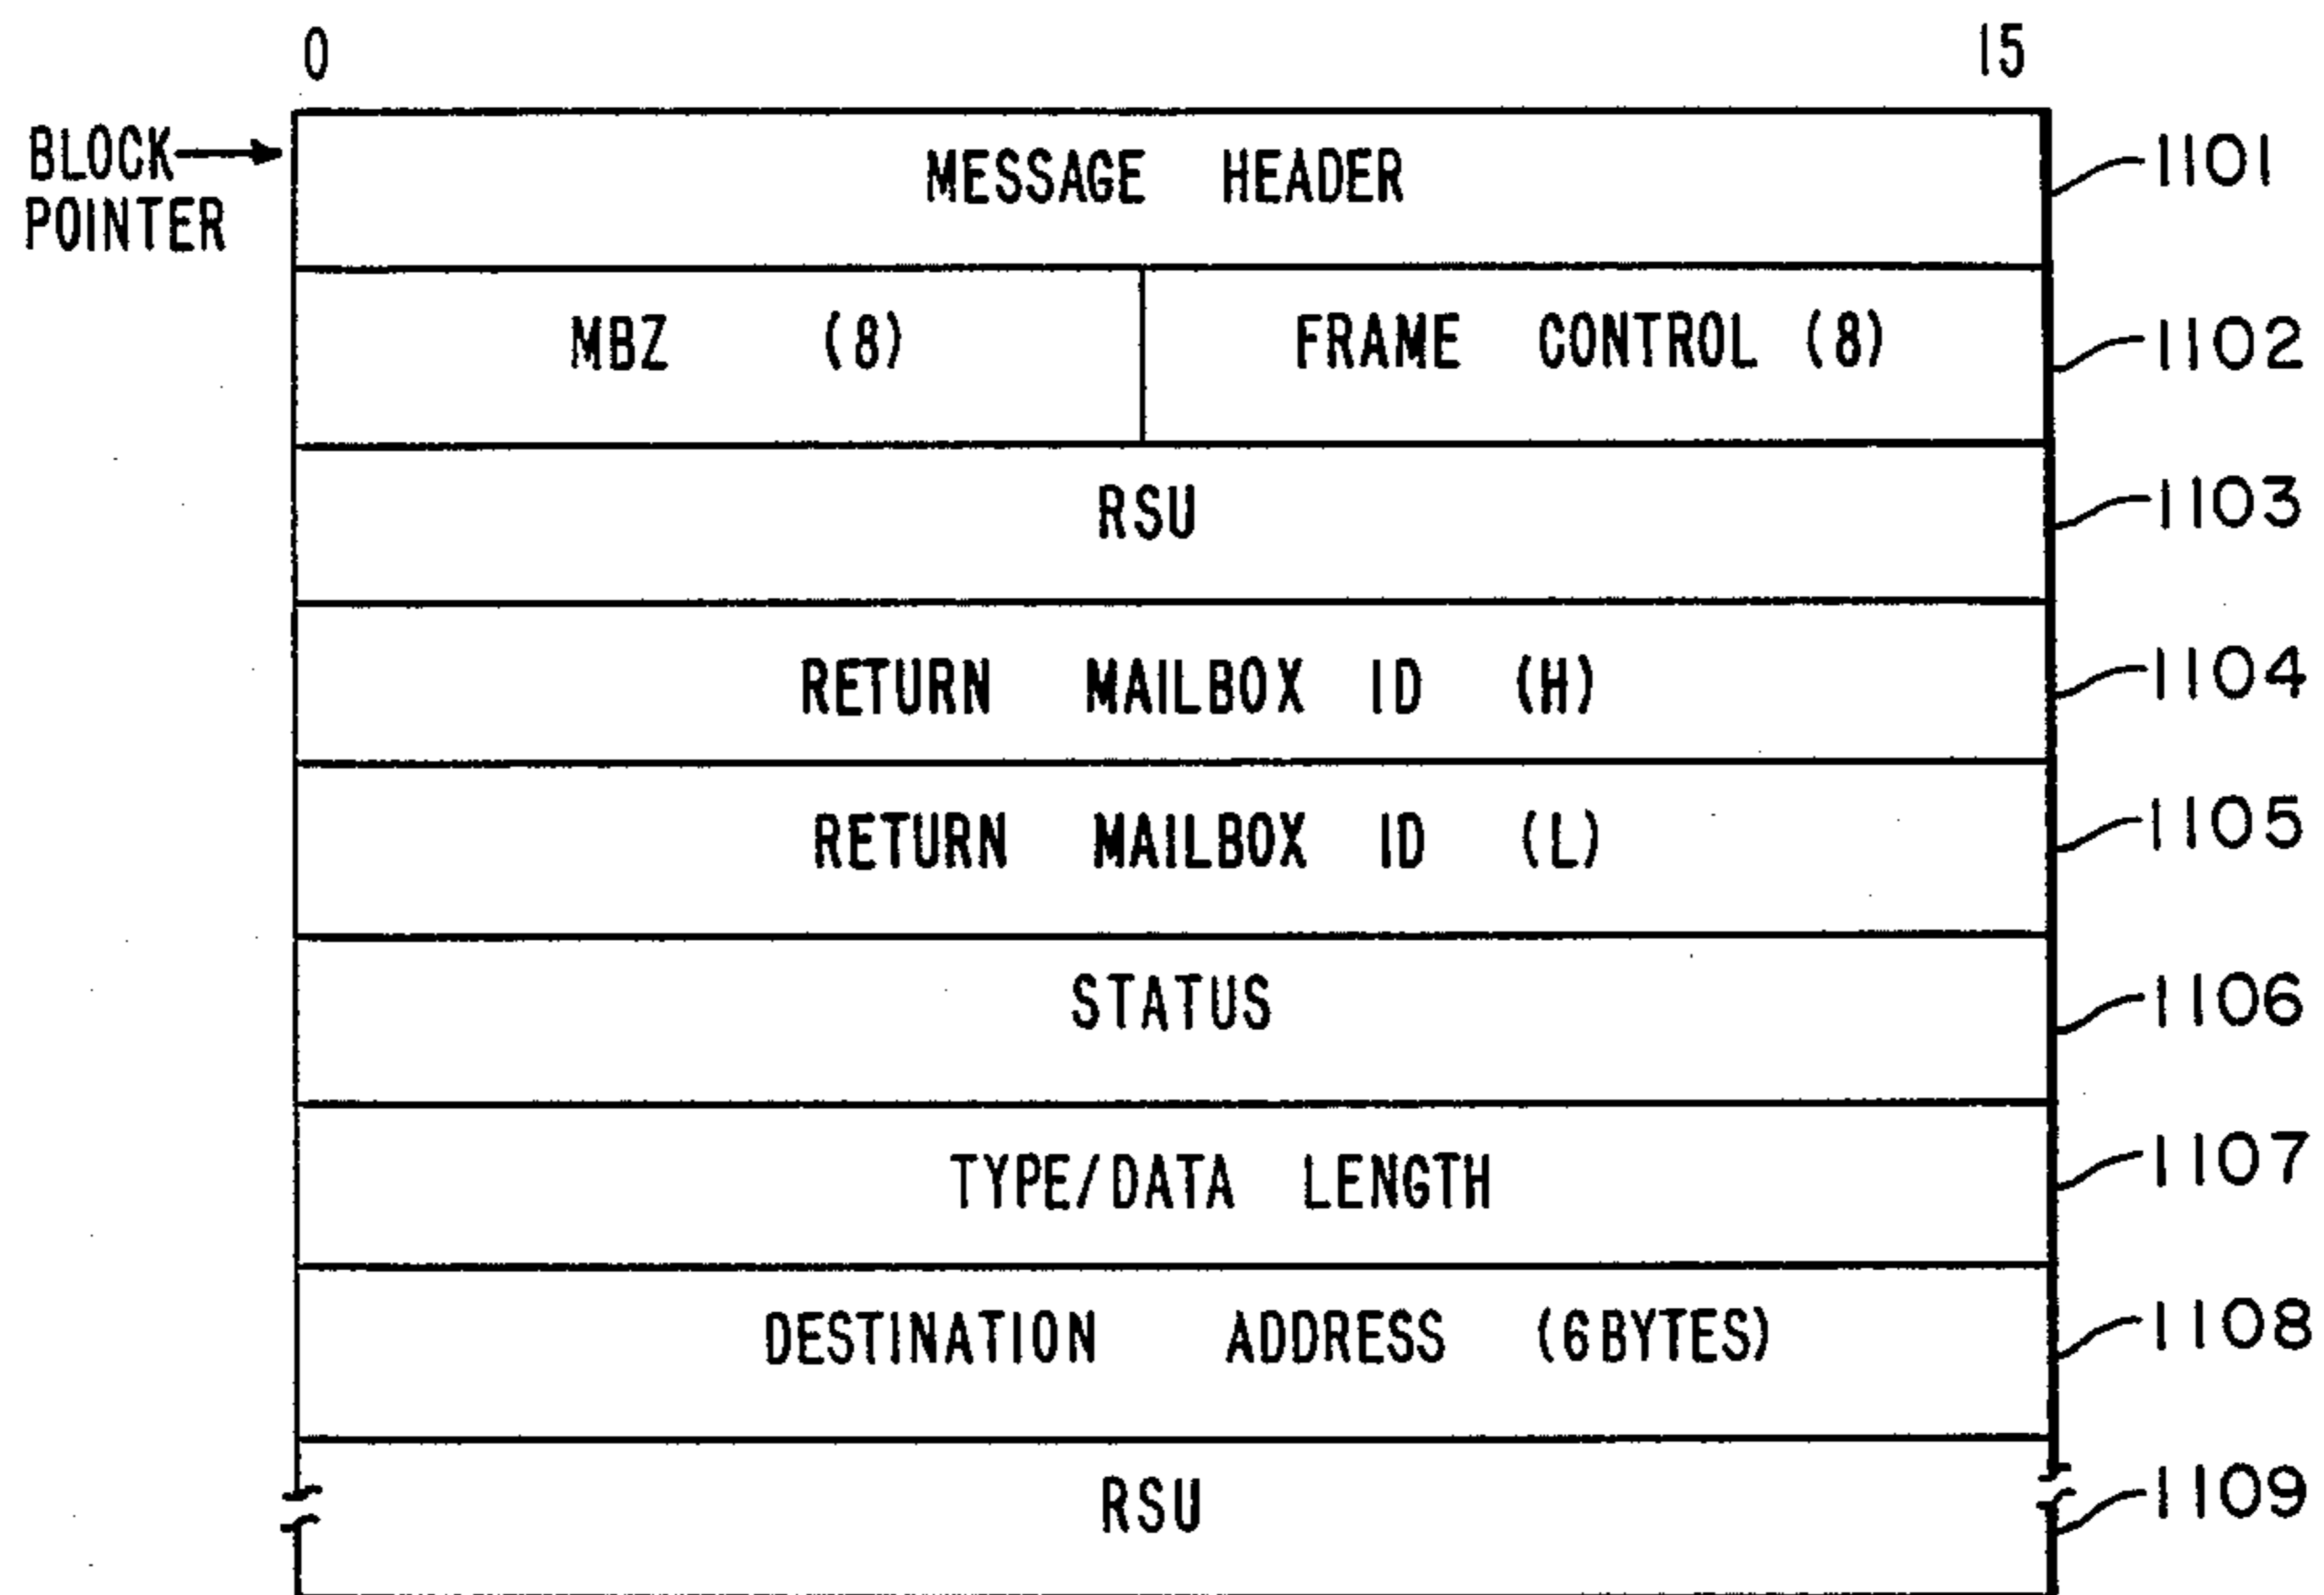 0 15
BLOCK POINTER
MESSAGE HEADER 1101
MBZ (8) FRAME CONTROL (8) 1102
RSU 1103
RETURN MAILBOX ID (H) 1104
RETURN MAILBOX ID (L) 1105
STATUS 1106
TYPE/DATA LENGTH 1107
DESTINATION ADDRESS (6BYTES) 1108
RSU 1109